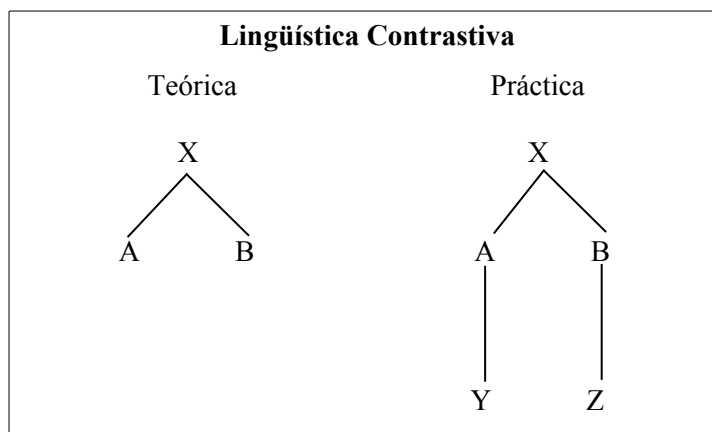 Lingüística Contrastiva
Teórica Práctica
X X
A B A B
Y Z